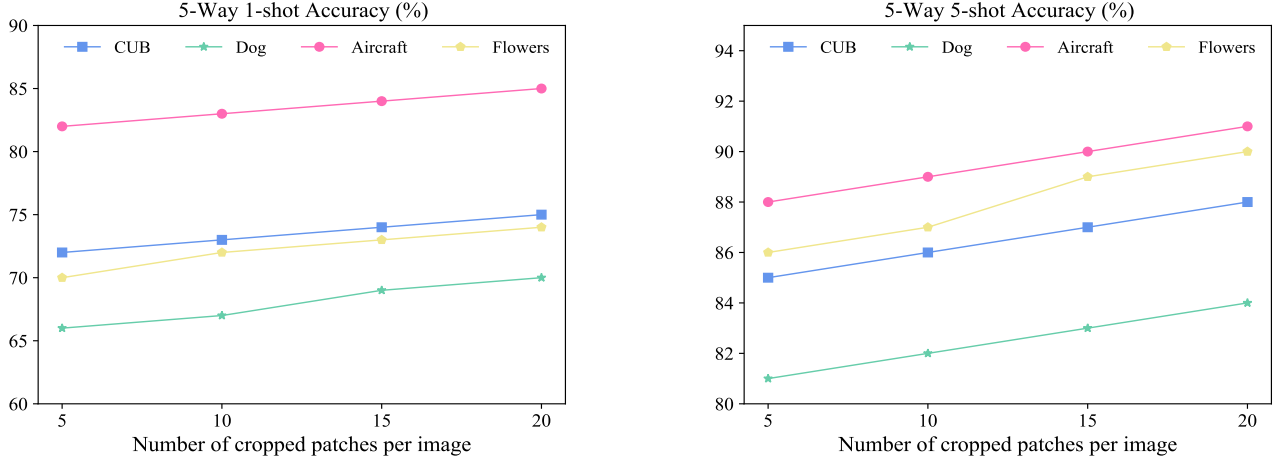 5-Way 1-shot Accuracy (%)
CUB Dog Aircraft Flowers
90
85
80
75
70
65
60
5 10 15 20
Number of cropped patches per image
5-Way 5-shot Accuracy (%)
CUB Dog Aircraft Flowers
94
92
90
88
86
84
82
80
5 10 15 20
Number of cropped patches per image